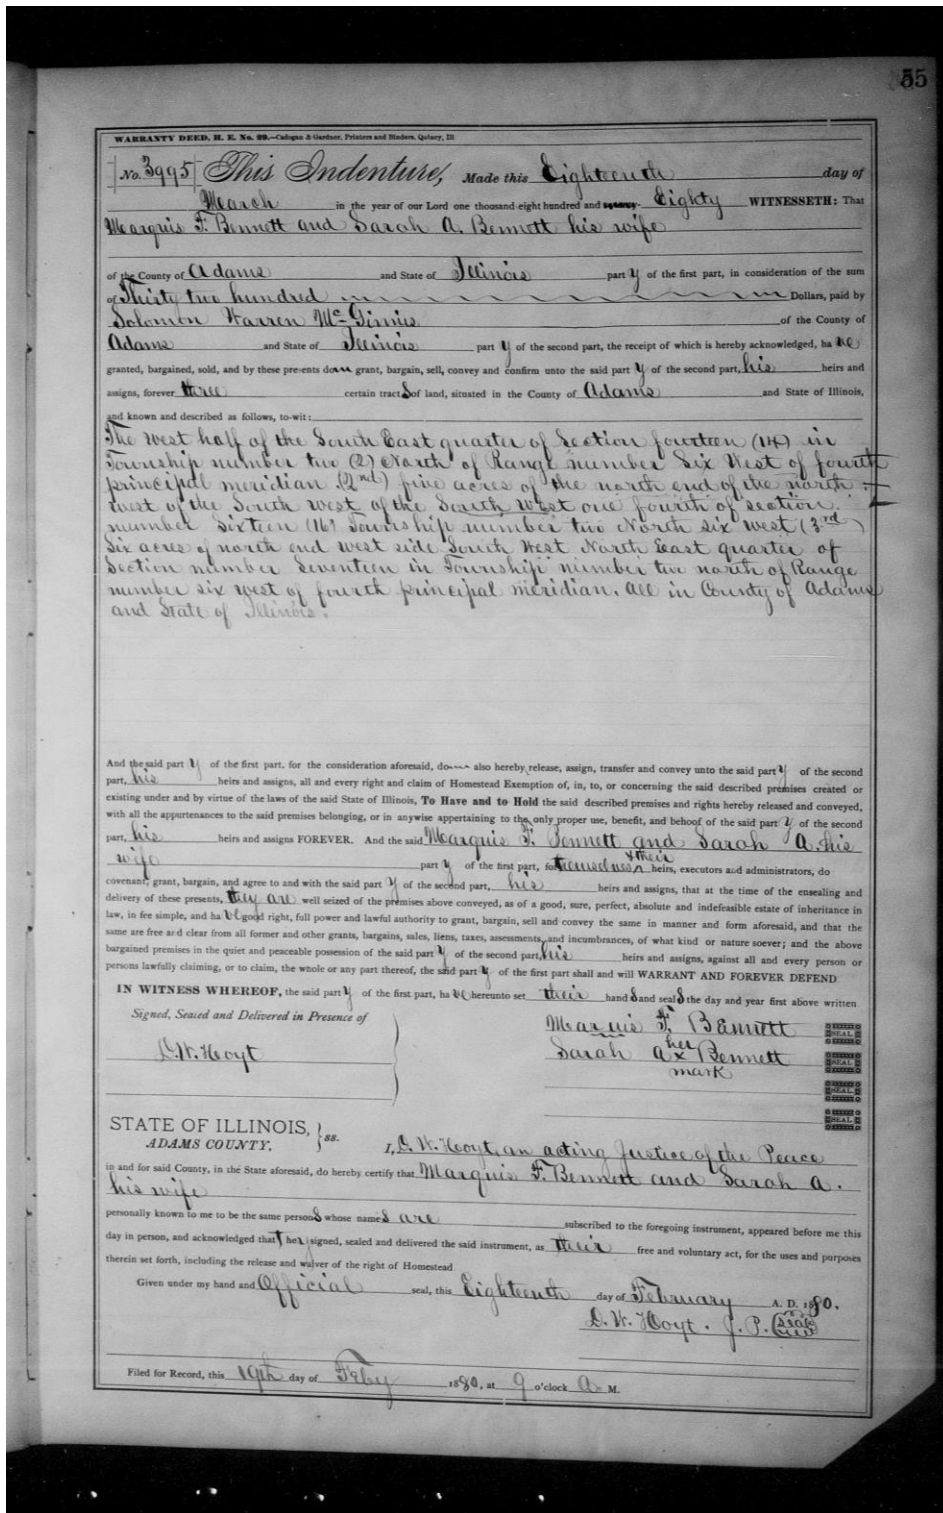 55
WARRANTY DEED, H. E. No. 99.—Cadogan & Gardner, Printers and Binders, Quincy, Ill
No. 3995 This Indenture, Made this Eighteenth day of
March in the year of our Lord one thousand eight hundred and Eighty WITNESSETH: That
Marquis F. Bennett and Sarah A. Bennett his wife
of the County of Adams and State of Illinois party of the first part, in consideration of the sum
of Thirty two hundred Dollars, paid by
Solomon Warren McGinnis of the County of
Adams and State of Illinois party of the second part, the receipt of which is hereby acknowledged, have
granted, bargained, sold, and by these presents do grant, bargain, sell, convey and confirm unto the said party of the second part, his heirs and
assigns, forever three certain tractS of land, situated in the County of Adams and State of Illinois,
and known and described as follows, to-wit:
The West half of the South East quarter of Section fourteen (14) in
Township number two (2) North of Range number Six West of fourth
principal meridian. (2nd) five acres of the north end of the north
west of the South west of the South West one fourth of section
number Sixteen (16) Township number two North six west (3rd)
Six acres of north end west side South West North East quarter of
Section number Seventeen in Township number two north of Range
number six west of fourth principal meridian. all in County of Adams
and State of Illinois.
And the said party of the first part, for the consideration aforesaid, do also hereby release, assign, transfer and convey unto the said party of the second
part, his heirs and assigns, all and every right and claim of Homestead Exemption of, in, to, or concerning the said described premises created or
existing under and by virtue of the laws of the said State of Illinois, To Have and to Hold the said described premises and rights hereby released and conveyed,
with all the appurtenances to the said premises belonging, or in anywise appertaining to the only proper use, benefit, and behoof of the said party of the second
part, his heirs and assigns FOREVER. And the said Marquis F. Bennett and Sarah A. his
wife party of the first part, for themselves & their heirs, executors and administrators, do
covenant, grant, bargain, and agree to and with the said party of the second part, his heirs and assigns, that at the time of the ensealing and
delivery of these presents, they are well seized of the premises above conveyed, as of a good, sure, perfect, absolute and indefeasible estate of inheritance in
law, in fee simple, and have good right, full power and lawful authority to grant, bargain, sell and convey the same in manner and form aforesaid, and that the
same are free and clear from all former and other grants, bargains, sales, liens, taxes, assessments, and incumbrances, of what kind or nature soever; and the above
bargained premises in the quiet and peaceable possession of the said party of the second part, his heirs and assigns, against all and every person or
persons lawfully claiming, or to claim, the whole or any part thereof, the said party of the first part shall and will WARRANT AND FOREVER DEFEND
IN WITNESS WHEREOF, the said party of the first part, have hereunto set their handS and sealS the day and year first above written
Signed, Sealed and Delivered in Presence of
D. W. Hoyt
Marquis F. Bennett SEAL
Sarah A her x mark Bennett SEAL
SEAL
SEAL
STATE OF ILLINOIS,
ADAMS COUNTY. } ss.
I, D. W. Hoyt, an acting Justice of the Peace
in and for said County, in the State aforesaid, do hereby certify that Marquis F. Bennett and Sarah A.
his wife
personally known to me to be the same personS whose nameS are subscribed to the foregoing instrument, appeared before me this
day in person, and acknowledged that they signed, sealed and delivered the said instrument, as their free and voluntary act, for the uses and purposes
therein set forth, including the release and waiver of the right of Homestead
Given under my hand and Official seal, this Eighteenth day of February A. D. 1880.
D. W. Hoyt. J. P.
Filed for Record, this 19th day of Feby 1880, at 9 o'clock A M.